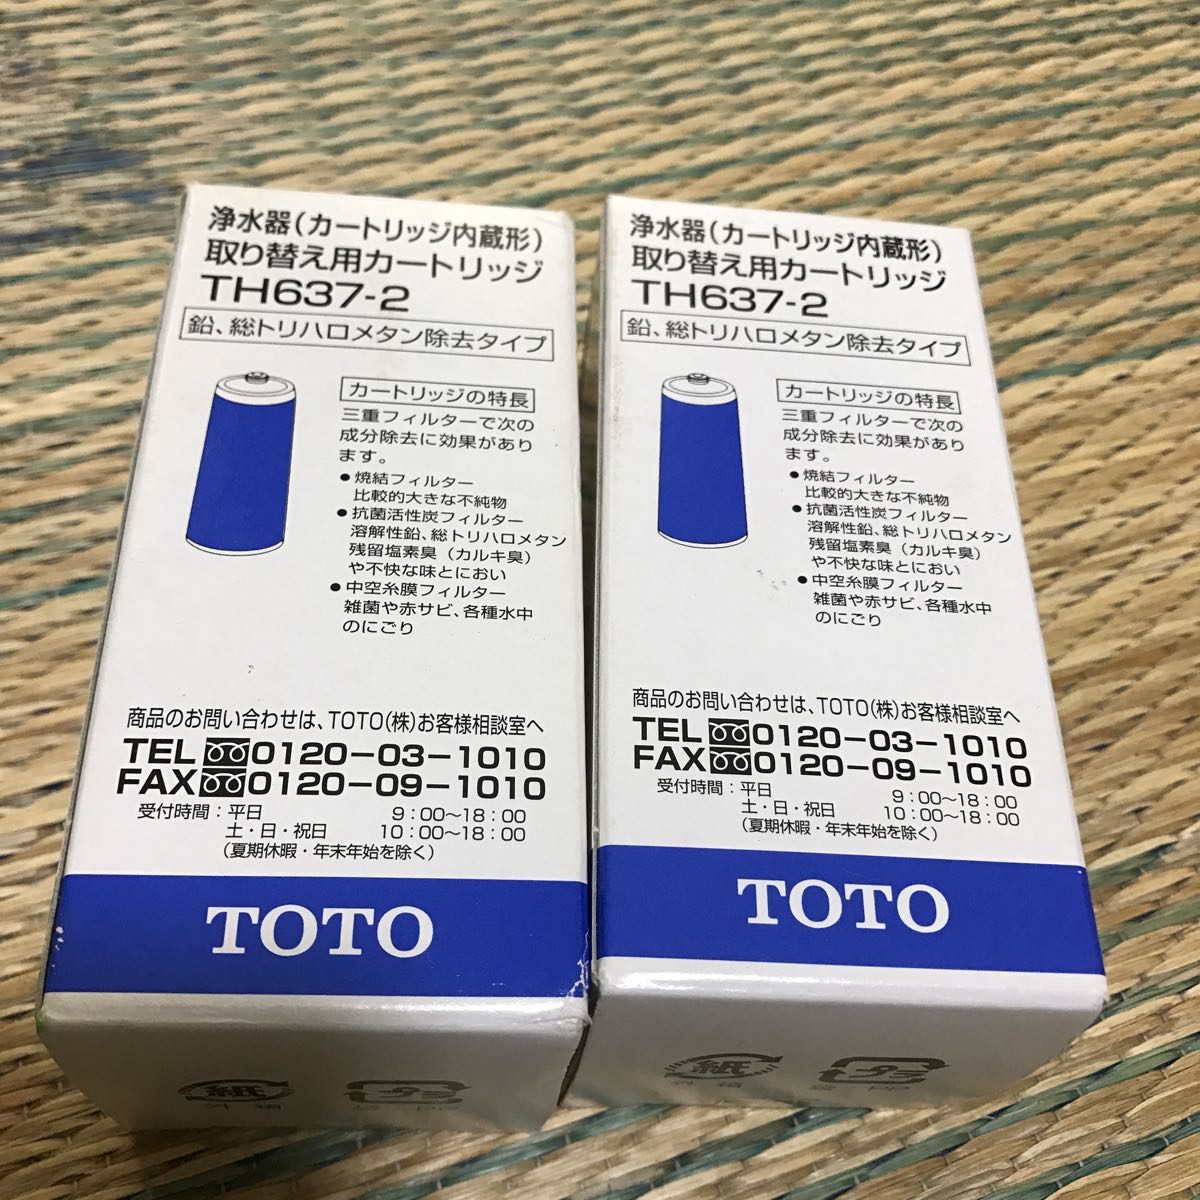 浄水器(カートリッジ内蔵形)
取り替え用カートリッジ
TH637-2
鉛、総トリハロメタン除去タイプ
カートリッジの特長
三重フィルターで次の
成分除去に効果があり
ます。
●焼結フィルター
比較的大きな不純物
●抗菌活性炭フィルター
溶解性鉛、総トリハロメタン
残留塩素臭(カルキ臭)
や不快な味とにおい
●中空糸膜フィルター
雑菌や赤サビ、各種水中
のにごり
商品のお問い合わせは、TOTO(株)お客様相談室へ
TEL 0120-03-1010
FAX 0120-09-1010
受付時間:平日 9:00〜18:00
土・日・祝日 10:00〜18:00
(夏期休暇・年末年始を除く)
TOTO
紙
外箱
浄水器(カートリッジ内蔵形)
取り替え用カートリッジ
TH637-2
鉛、総トリハロメタン除去タイプ
カートリッジの特長
三重フィルターで次の
成分除去に効果があり
ます。
●焼結フィルター
比較的大きな不純物
●抗菌活性炭フィルター
溶解性鉛、総トリハロメタン
残留塩素臭(カルキ臭)
や不快な味とにおい
●中空糸膜フィルター
雑菌や赤サビ、各種水中
のにごり
商品のお問い合わせは、TOTO(株)お客様相談室へ
TEL 0120-03-1010
FAX 0120-09-1010
受付時間:平日 9:00〜18:00
土・日・祝日 10:00〜18:00
(夏期休暇・年末年始を除く)
TOTO
紙
外箱